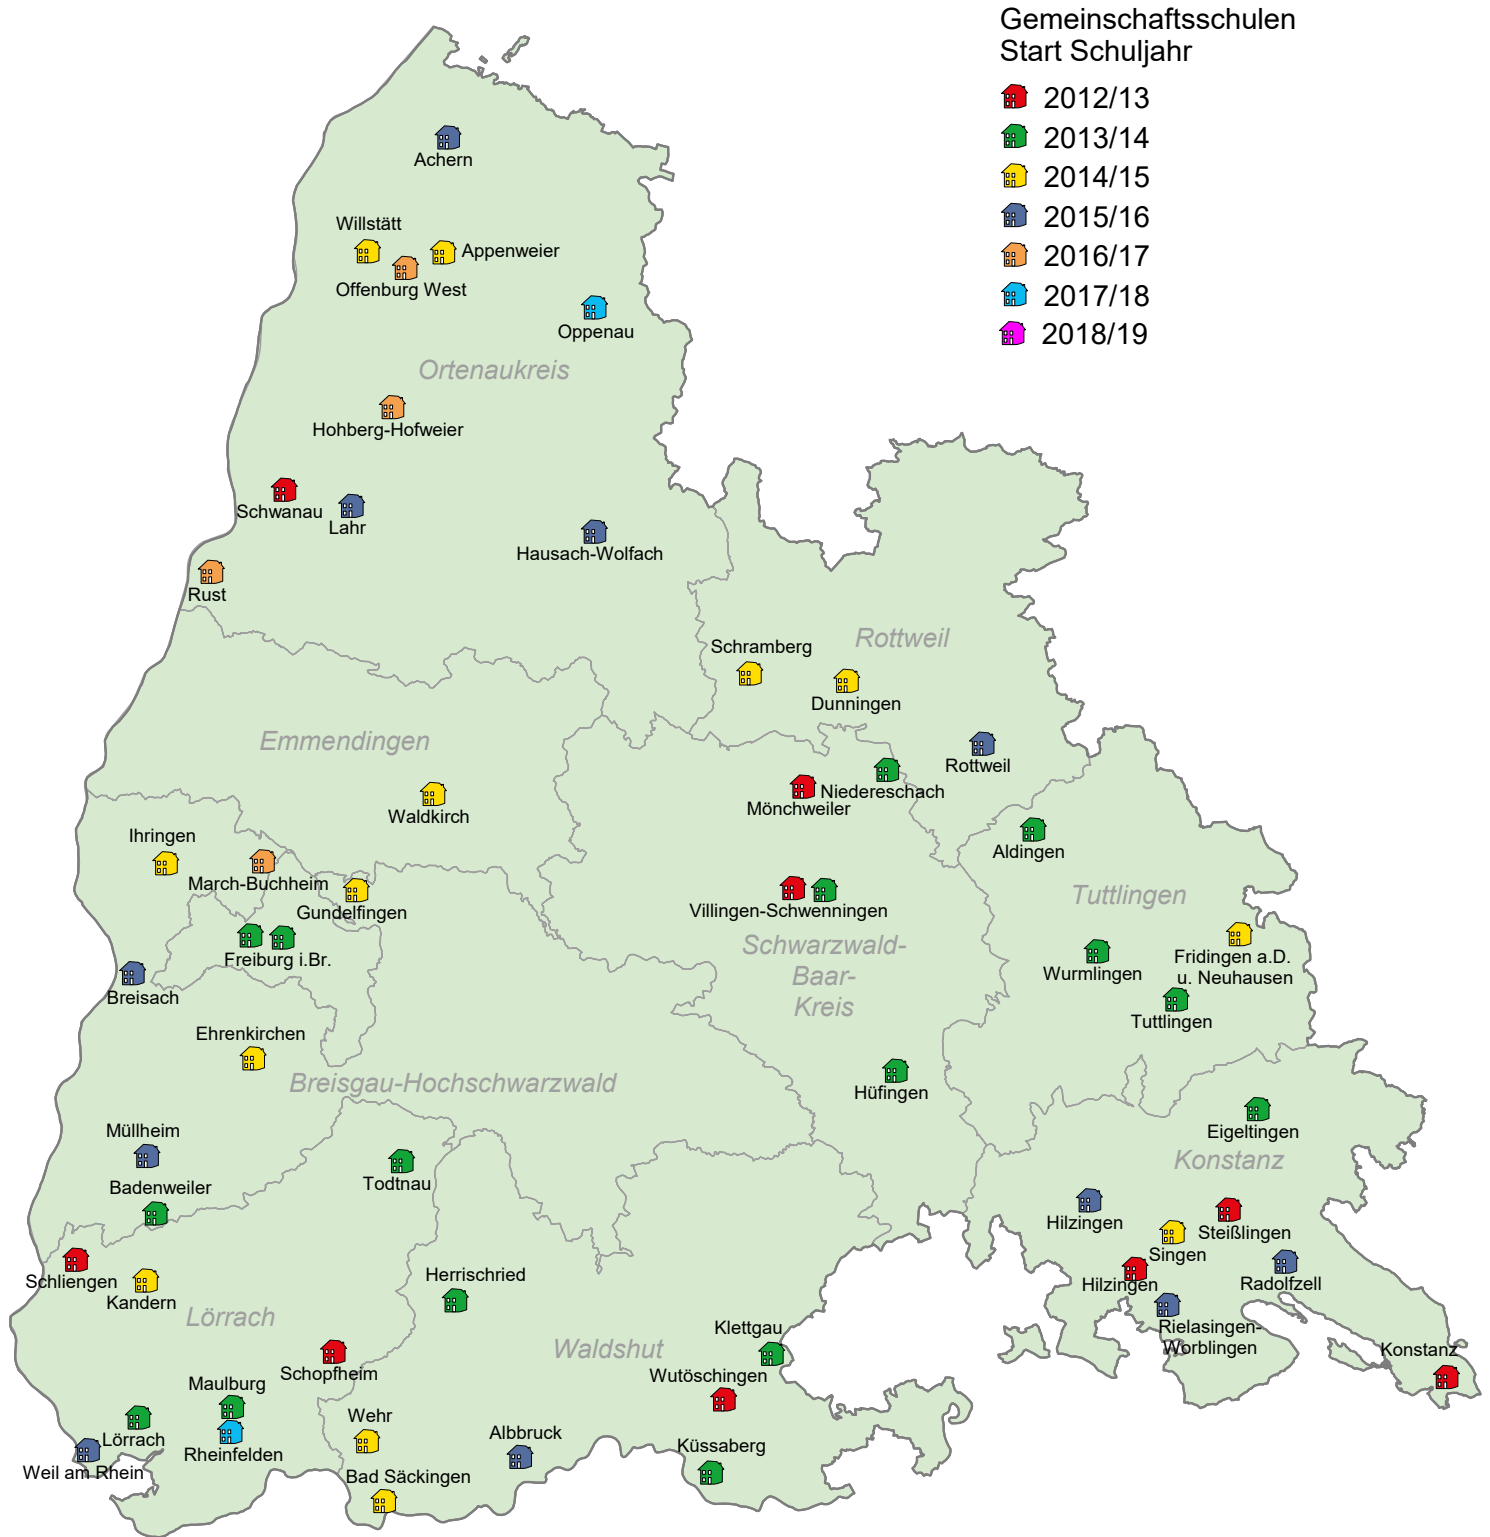 Gemeinschaftsschulen
Start Schuljahr
2012/13
2013/14
2014/15
2015/16
2016/17
2017/18
2018/19
Achern
Willstätt
Appenweier
Offenburg West
Oppenau
Ortenaukreis
Hohberg-Hofweier
Schwanau
Lahr
Hausach-Wolfach
Rust
Schramberg
Rottweil
Dunningen
Emmendingen
Rottweil
Niedereschach
Mönchweiler
Waldkirch
Ihringen
Aldingen
March-Buchheim
Gundelfingen
Villingen-Schwenningen
Tuttlingen
Schwarzwald-
Baar-
Kreis
Freiburg i.Br.
Fridingen a.D.
u. Neuhausen
Wurmlingen
Breisach
Tuttlingen
Ehrenkirchen
Breisgau-Hochschwarzwald
Hüfingen
Müllheim
Eigeltingen
Konstanz
Badenweiler
Todtnau
Hilzingen
Steißlingen
Singen
Schliengen
Kandern
Herrischried
Hilzingen
Radolfzell
Lörrach
Klettgau
Rielasingen-
Worblingen
Waldshut
Konstanz
Schopfheim
Wutöschingen
Maulburg
Wehr
Albbruck
Lörrach
Küssaberg
Rheinfelden
Weil am Rhein
Bad Säckingen